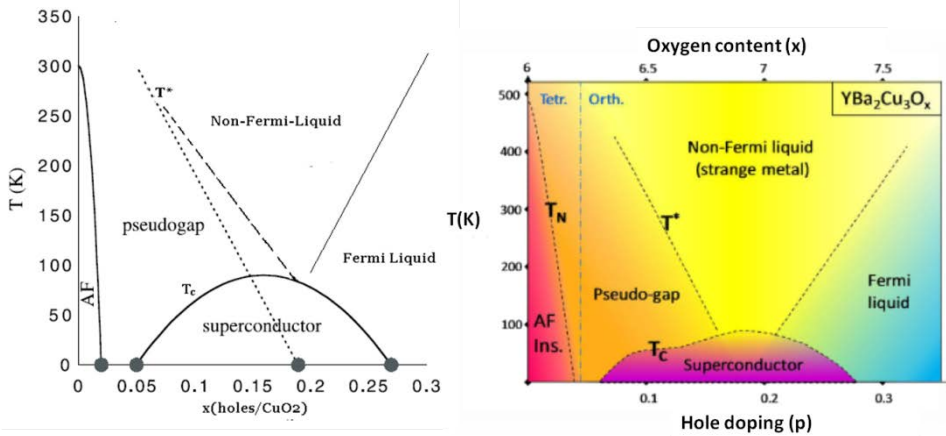 350
300
250
200
150
100
50
0
T (K)
T*
Non-Fermi-Liquid
pseudogap
Fermi Liquid
AF
Tc
superconductor
0
0.05
0.1
0.15
0.2
0.25
0.3
x(holes/CuO2)
Oxygen content (x)
6
6.5
7
7.5
500
300
200
100
T(K)
Tetr.
Orth.
YBa₂Cu₃Oₓ
Non-Fermi liquid
(strange metal)
T_N
T*
Pseudo-gap
Fermi
liquid
AF
Ins.
T_C
Superconductor
0.1
0.2
0.3
Hole doping (p)